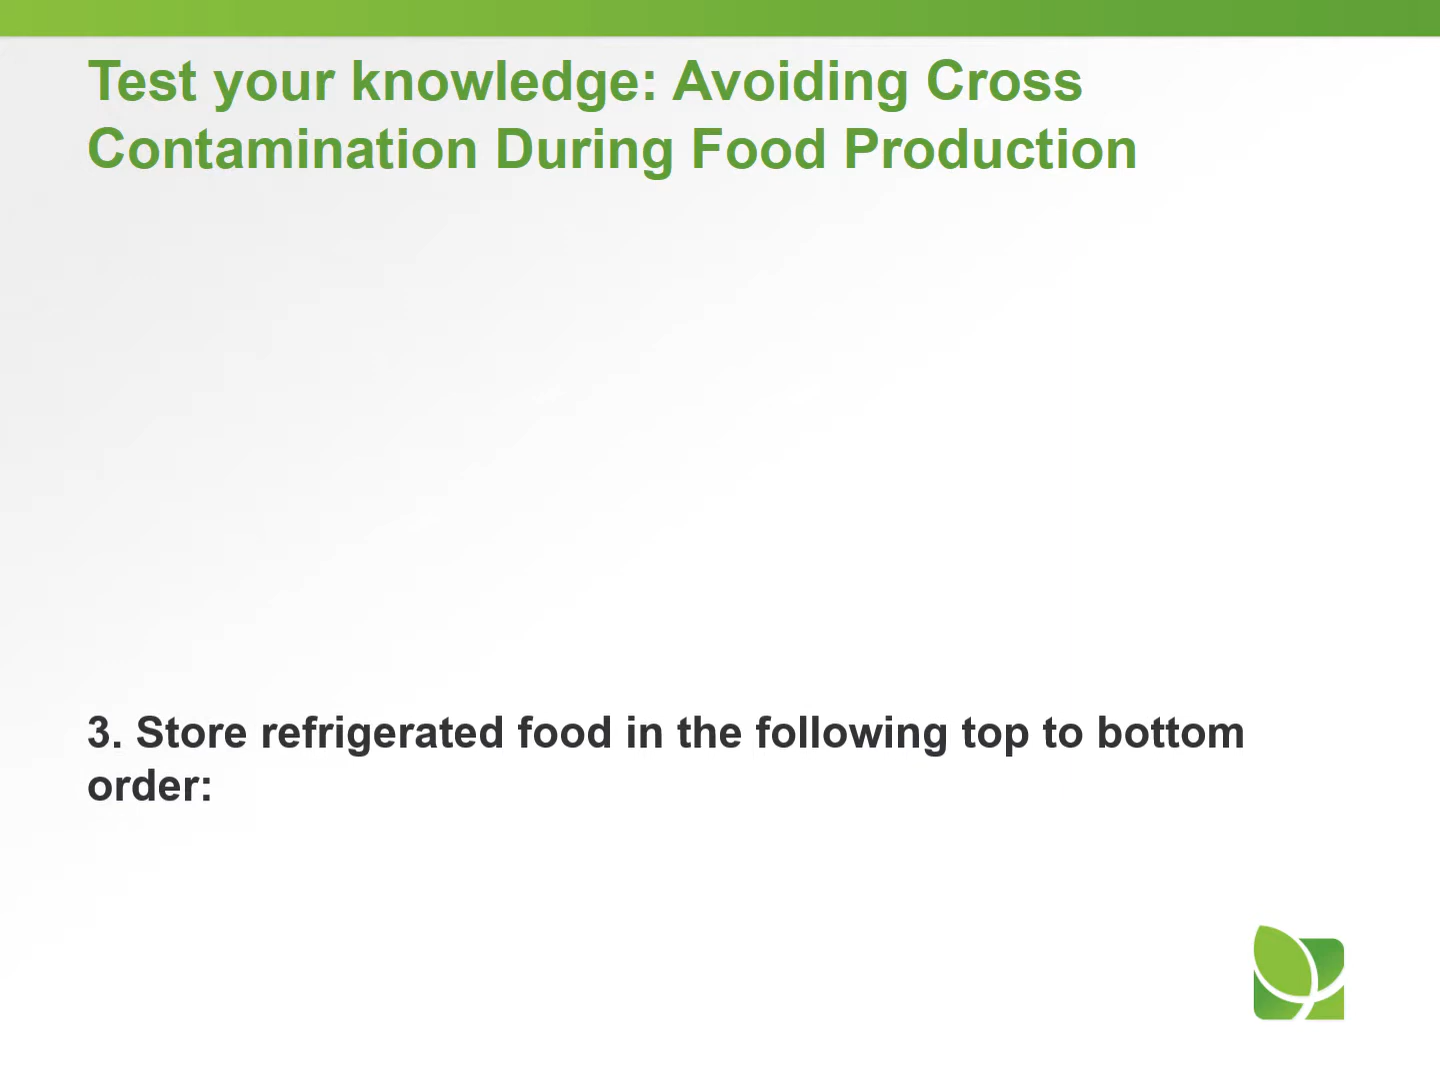 Test your knowledge: Avoiding Cross
Contamination During Food Production
3. Store refrigerated food in the following top to bottom
order: